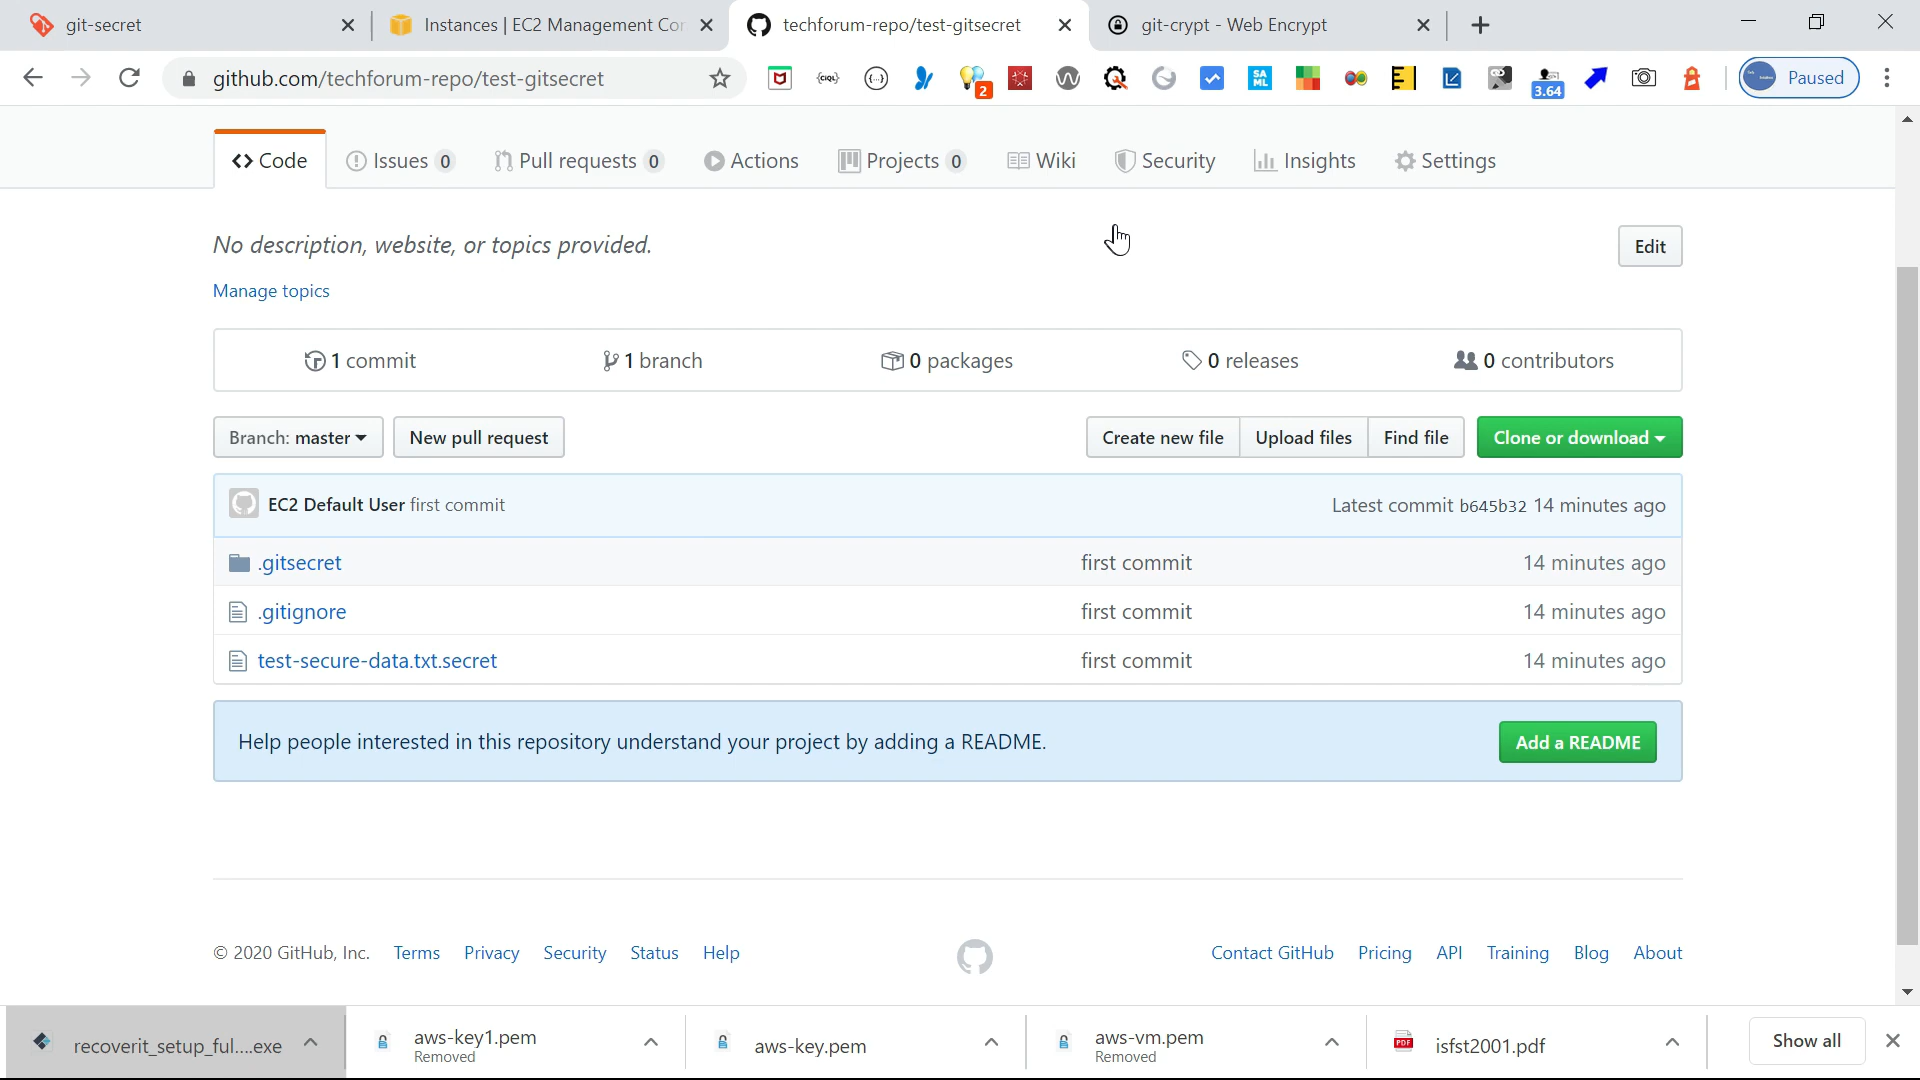 git-secret
Instances | EC2 Management Cor
techforum-repo/test-gitsecret
git-crypt - Web Encrypt
github.com/techforum-repo/test-gitsecret
2
SA
ML
3.64
Paused
Code
Issues 0
Pull requests 0
Actions
Projects 0
Wiki
Security
Insights
Settings
No description, website, or topics provided.
Edit
Manage topics
1 commit
1 branch
0 packages
0 releases
0 contributors
Branch: master
New pull request
Create new file
Upload files
Find file
Clone or download
EC2 Default User first commit
Latest commit b645b32 14 minutes ago
.gitsecret
first commit
14 minutes ago
.gitignore
first commit
14 minutes ago
test-secure-data.txt.secret
first commit
14 minutes ago
Help people interested in this repository understand your project by adding a README.
Add a README
© 2020 GitHub, Inc.
Terms
Privacy
Security
Status
Help
Contact GitHub
Pricing
API
Training
Blog
About
recoverit_setup_ful....exe
aws-key1.pem
Removed
aws-key.pem
aws-vm.pem
Removed
PDF
isfst2001.pdf
Show all